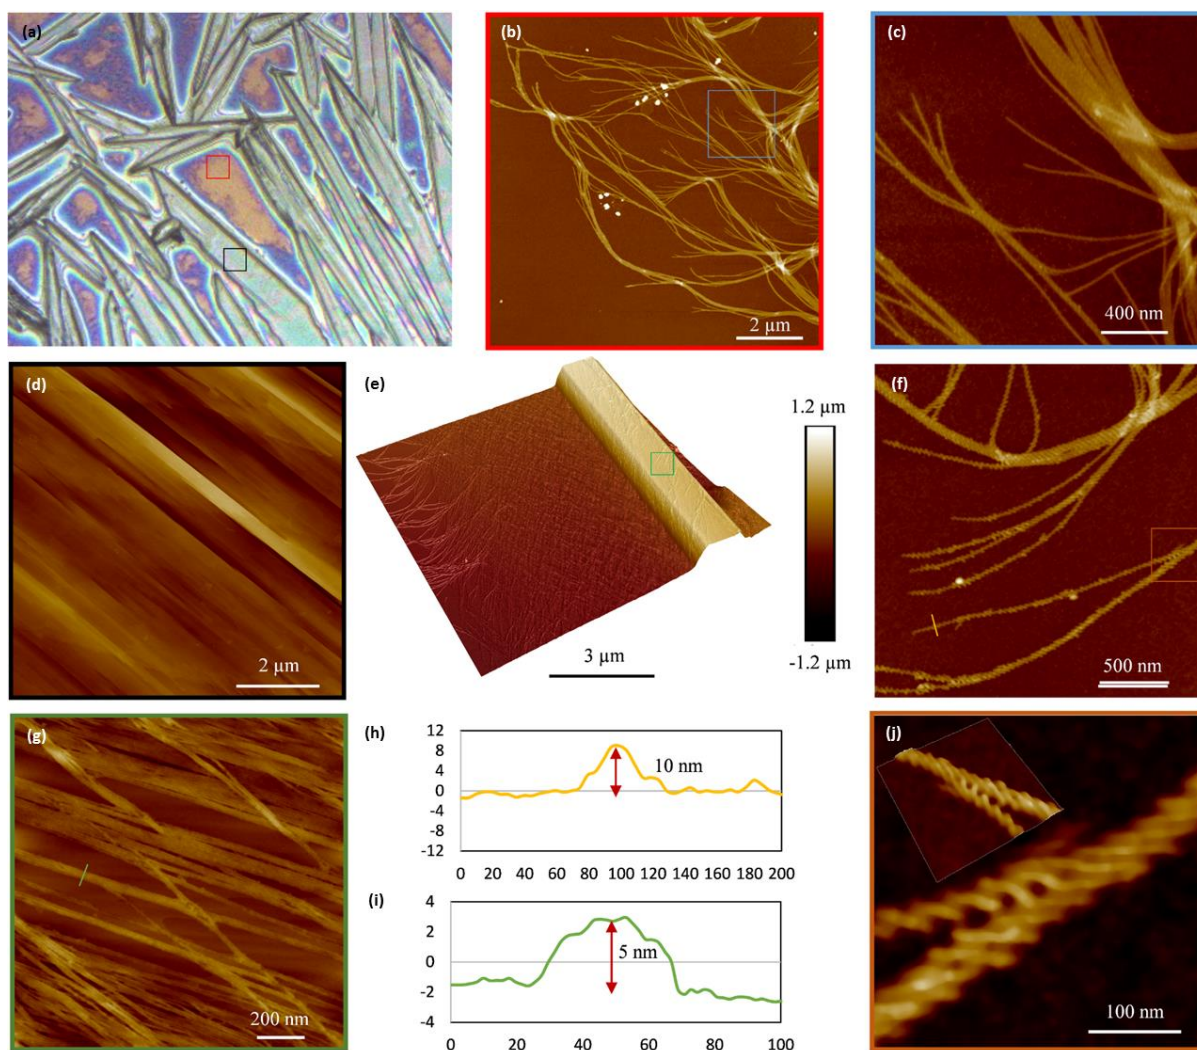 (a)
(b)
2 µm
(c)
400 nm
(d)
2 µm
(e)
3 µm
1.2 µm
-1.2 µm
(f)
500 nm
(g)
200 nm
(h)
12
8
4
0
-4
-8
-12
10 nm
0 20 40 60 80 100 120 140 160 180 200
(i)
4
2
0
-2
-4
5 nm
0 20 40 60 80 100
(j)
100 nm